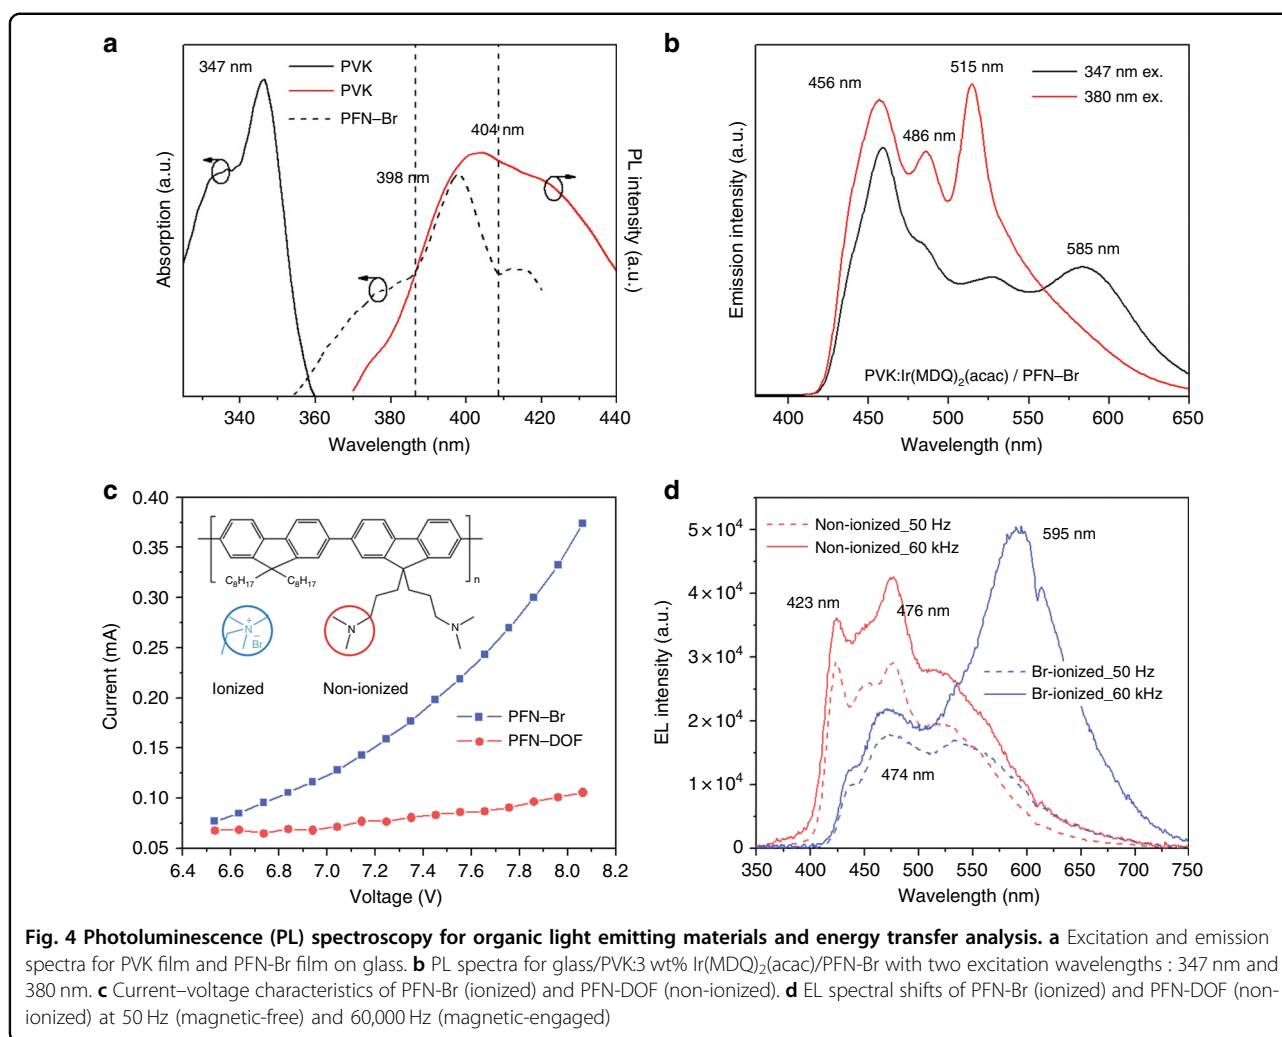 a
347 nm
PVK
PVK
PFN–Br
404 nm
398 nm
Absorption (a.u.)
PL intensity (a.u.)
340 360 380 400 420 440
Wavelength (nm)
b
515 nm
347 nm ex.
380 nm ex.
456 nm
486 nm
585 nm
Emission intensity (a.u.)
PVK:Ir(MDQ)2(acac) / PFN–Br
400 450 500 550 600 650
Wavelength (nm)
c
0.40
0.35
0.30
0.25
0.20
0.15
0.10
0.05
Current (mA)
C8H17 C8H17
n
N
+
–
Br
N
N
Ionized Non-ionized
PFN–Br
PFN–DOF
6.4 6.6 6.8 7.0 7.2 7.4 7.6 7.8 8.0 8.2
Voltage (V)
d
Non-ionized_50 Hz
Non-ionized_60 kHz
595 nm
423 nm
476 nm
Br-ionized_50 Hz
Br-ionized_60 kHz
474 nm
5×10⁴
4×10⁴
3×10⁴
2×10⁴
1×10⁴
0
EL intensity (a.u.)
350 400 450 500 550 600 650 700 750
Wavelength (nm)
Fig. 4 Photoluminescence (PL) spectroscopy for organic light emitting materials and energy transfer analysis. a Excitation and emission
spectra for PVK film and PFN-Br film on glass. b PL spectra for glass/PVK:3 wt% Ir(MDQ)2(acac)/PFN-Br with two excitation wavelengths : 347 nm and
380 nm. c Current–voltage characteristics of PFN-Br (ionized) and PFN-DOF (non-ionized). d EL spectral shifts of PFN-Br (ionized) and PFN-DOF (non-
ionized) at 50 Hz (magnetic-free) and 60,000 Hz (magnetic-engaged)